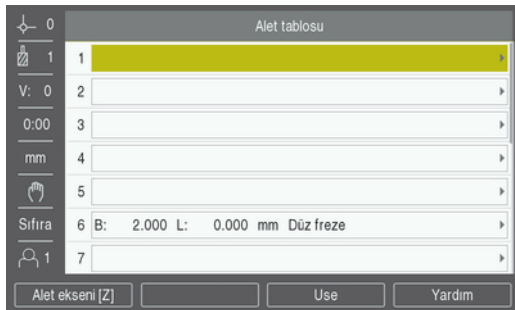 0 Alet tablosu
1 1
V: 0 2
0:00 3
mm 4
5
Sıfıra 6 B: 2.000 L: 0.000 mm Düz freze
1 7
Alet ekseni [Z] Use Yardım